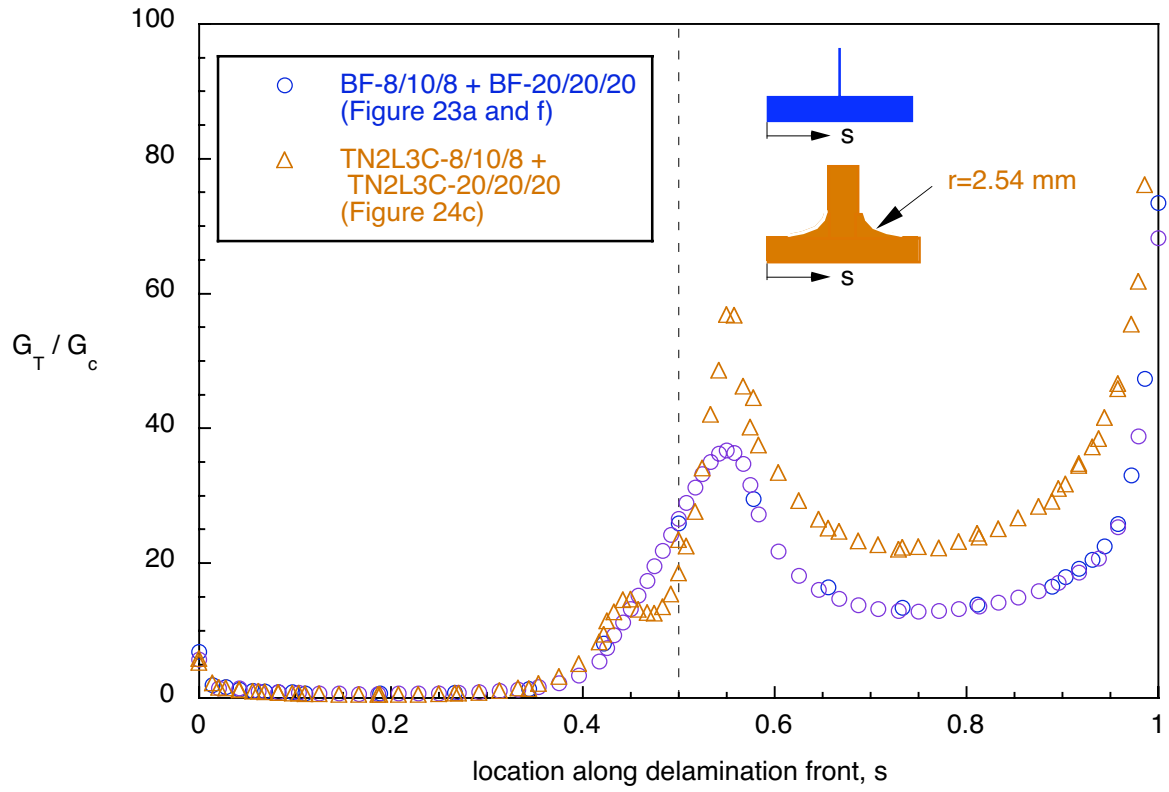 100
80
60
40
20
0
G_T / G_c
BF-8/10/8 + BF-20/20/20
(Figure 23a and f)
TN2L3C-8/10/8 +
TN2L3C-20/20/20
(Figure 24c)
s
r=2.54 mm
s
0 0.2 0.4 0.6 0.8 1
location along delamination front, s